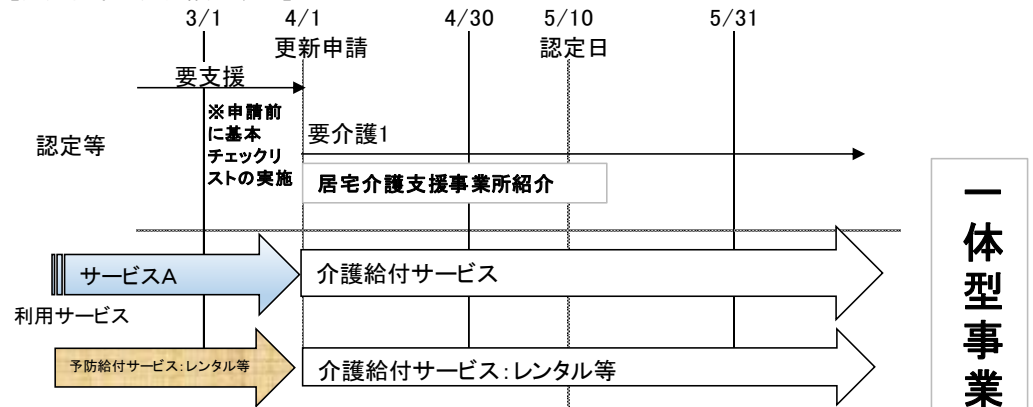 3/1 4/1 4/30 5/10 5/31
更新申請 認定日
要支援
※申請前
に基本
チェックリ
ストの実施
認定等
要介護1
居宅介護支援事業所紹介
サービスA
介護給付サービス
利用サービス
予防給付サービス:レンタル等
介護給付サービス:レンタル等
一体型事業